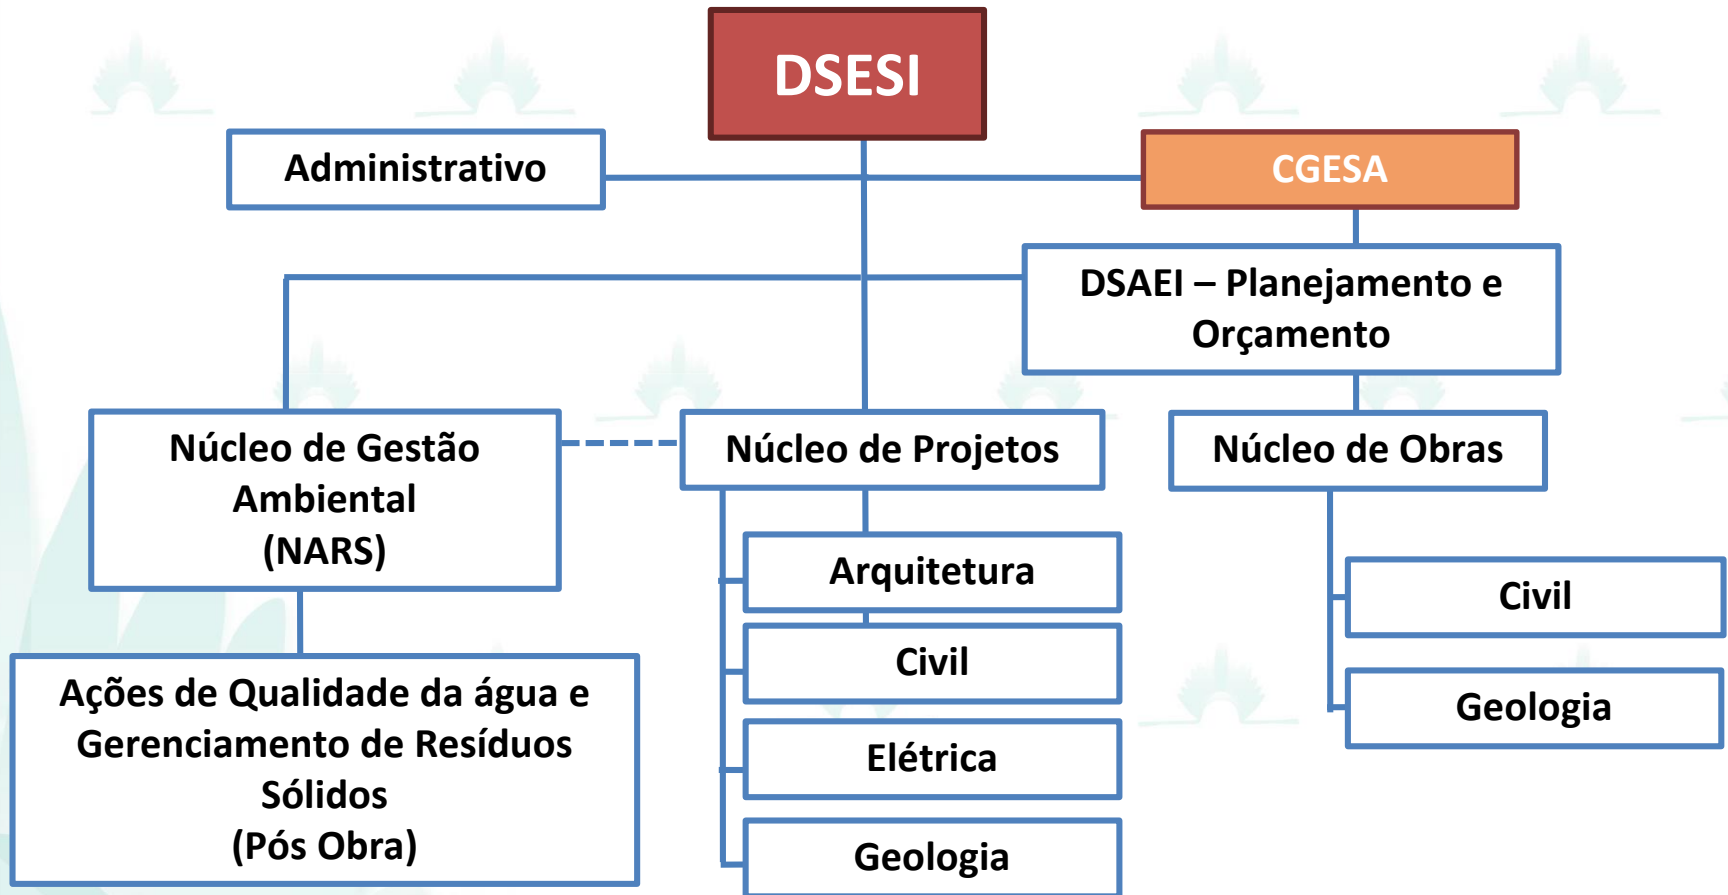 DSESI
Administrativo
CGESA
DSAEI – Planejamento e
Orçamento
Núcleo de Gestão
Ambiental
(NARS)
Núcleo de Projetos
Núcleo de Obras
Arquitetura
Civil
Elétrica
Geologia
Civil
Geologia
Ações de Qualidade da água e
Gerenciamento de Resíduos
Sólidos
(Pós Obra)